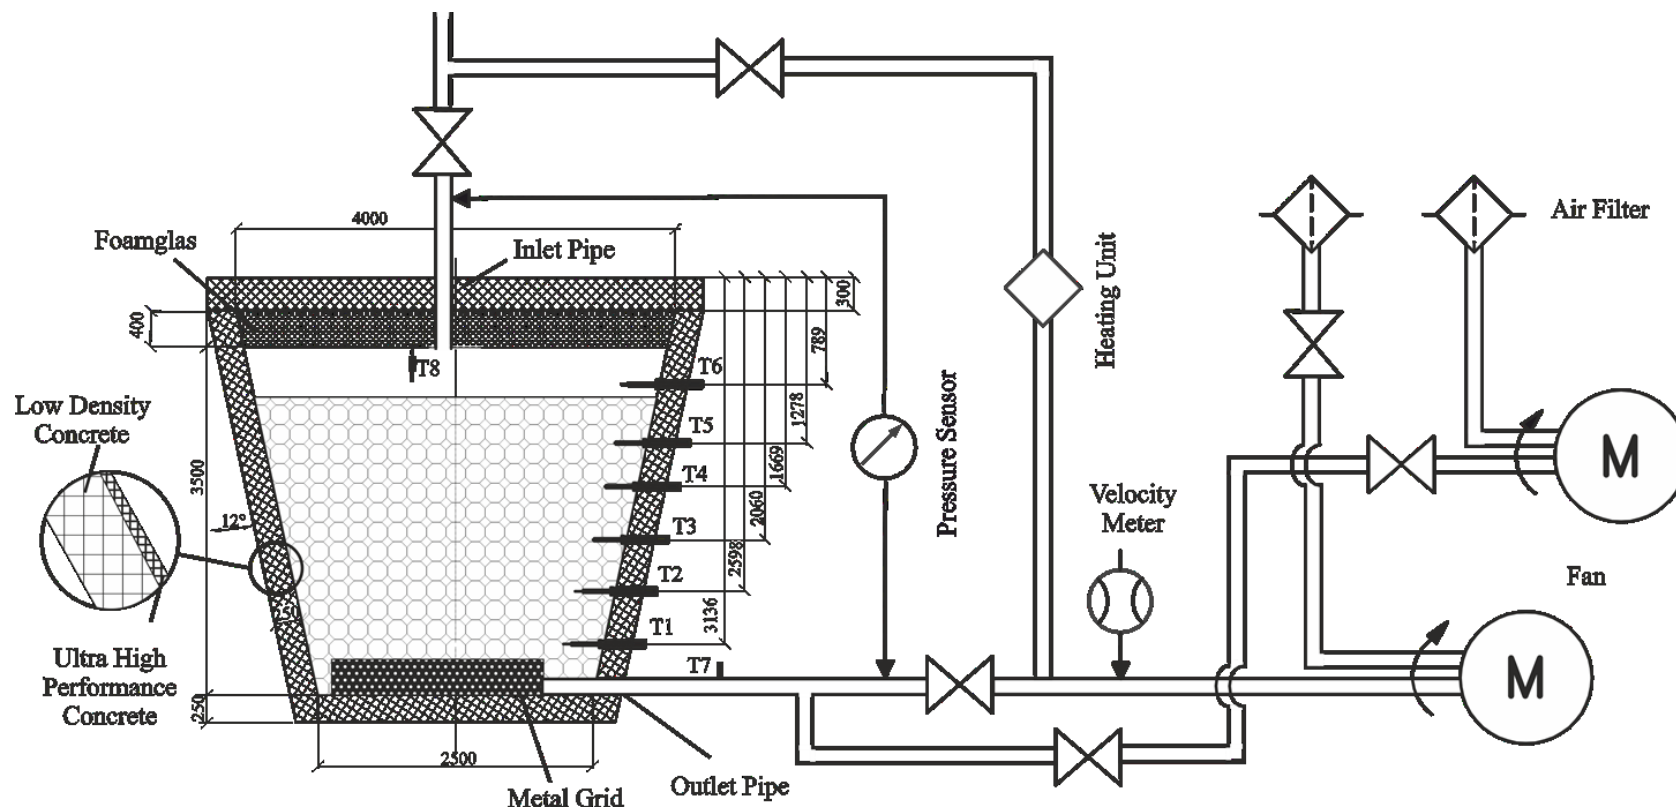 4000
Foamglas
Inlet Pipe
Air Filter
300
400
789
Heating Unit
T8
T6
1278
Low Density
Concrete
T5
Pressure Sensor
M
1669
T4
3500
12°
2060
Velocity
Meter
T3
2598
T2
Fan
250
3136
T1
Ultra High
Performance
Concrete
T7
M
250
2500
Outlet Pipe
Metal Grid